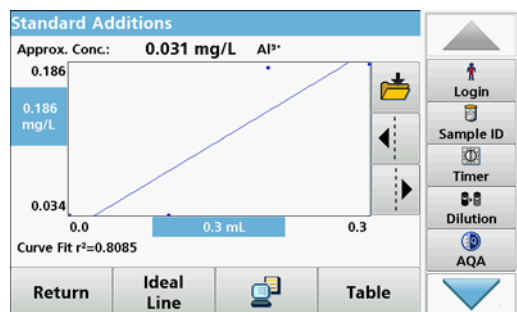 Standard Additions
Approx. Conc.: 0.031 mg/L Al³⁺
0.186
0.186
mg/L
0.034
0.0 0.3 mL 0.3
Curve Fit r²=0.8085
Return
Ideal
Line
Table
Login
Sample ID
Timer
Dilution
AQA